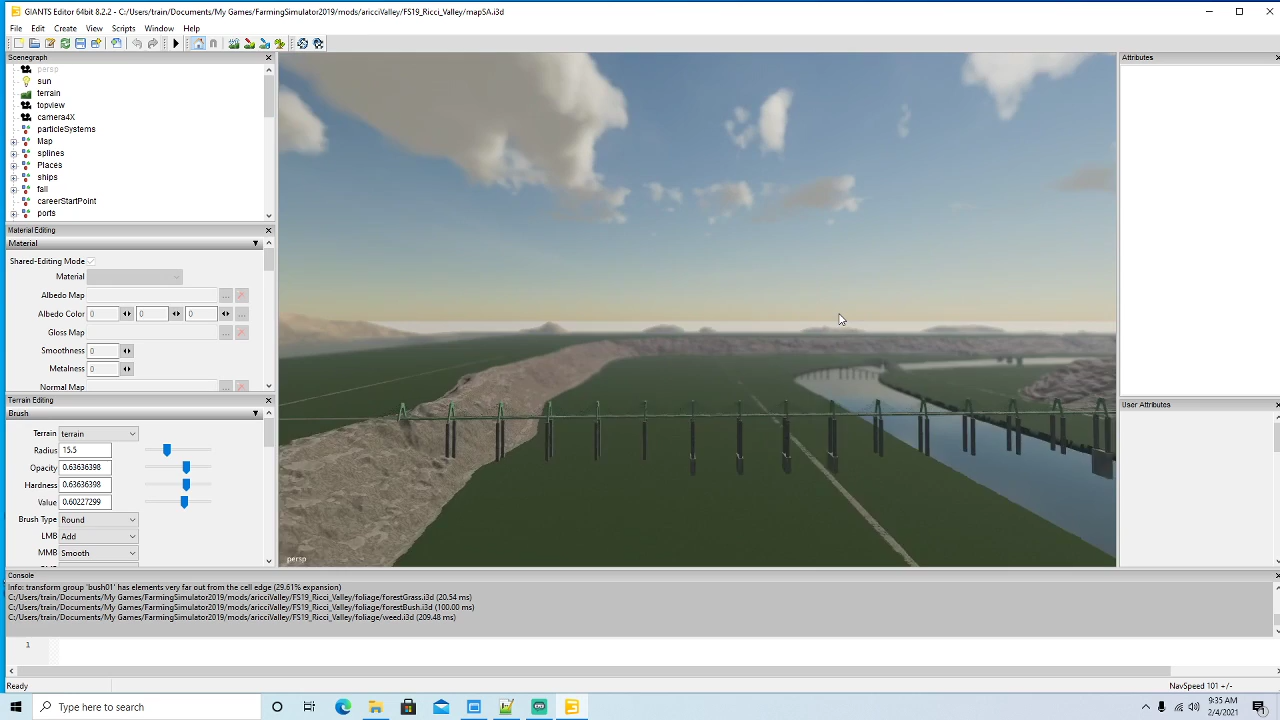 GIANTS Editor 64bit 8.2.2 - C:/Users/train/Documents/My Games/FarmingSimulator2019/mods/aricciValley/FS19_Ricci_Valley/mapSA.i3d
File Edit View Create Scripts Window Help
Scenegraph
persp
sun
terrain
topview
camera4X
particleSystems
Map
splines
Places
ships
fall
careerStartPoint
ports
Material Editing
Material
Shared-Editing Mode
Material
Albedo Map ...
Albedo Color 0 0 0 ...
Gloss Map ...
Smoothness 0
Metalness 0
Normal Map
Terrain Editing
Brush
Terrain terrain
Radius 15.5
Opacity 0.63636398
Hardness 0.63636398
Value 0.60227299
Brush Type Round
LMB Add
MMB Smooth
persp
Attributes
User Attributes
Console
Info: transform group 'bush01' has elements very far out from the cell edge (29.61% expansion)
C:/Users/train/Documents/My Games/FarmingSimulator2019/mods/aricciValley/FS19_Ricci_Valley/foliage/forestGrass.i3d (20.54 ms)
C:/Users/train/Documents/My Games/FarmingSimulator2019/mods/aricciValley/FS19_Ricci_Valley/foliage/forestBush.i3d (100.00 ms)
C:/Users/train/Documents/My Games/FarmingSimulator2019/mods/aricciValley/FS19_Ricci_Valley/foliage/weed.i3d (209.48 ms)
1
Ready
NavSpeed 101 +/-
Type here to search
9:35 AM
2/4/2021